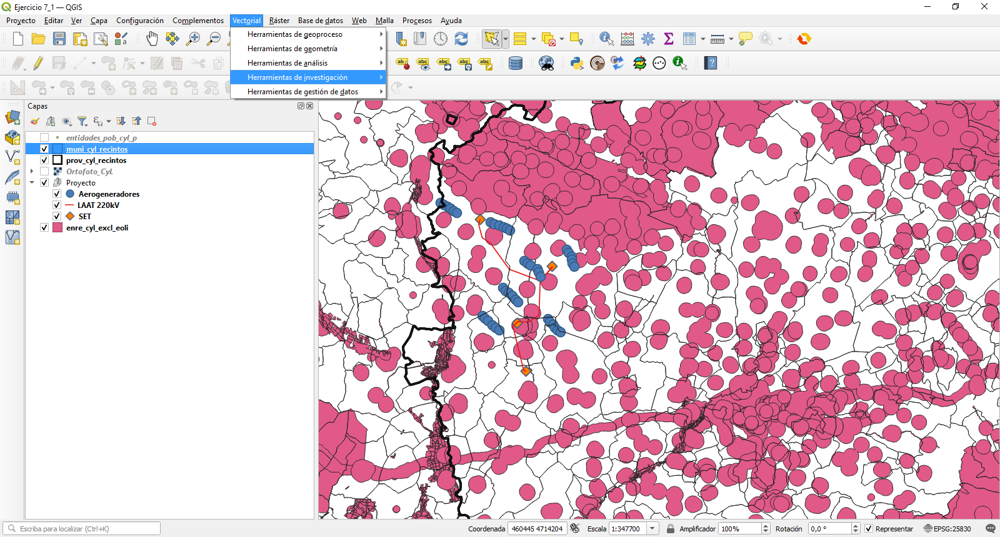 Ejercicio 7_1 — QGIS
Proyecto Editar Ver Capa Configuración Complementos Vectorial Ráster Base de datos Web Malla Procesos Ayuda
Herramientas de geoproceso
Herramientas de geometría
Herramientas de análisis
Herramientas de investigación
Herramientas de gestión de datos
Capas
entidades_pob_cyl_p
muni_cyl_recintos
prov_cyl_recintos
Ortofoto_CyL
Proyecto
Aerogeneradores
LAAT 220kV
SET
enre_cyl_excl_eoli
Escriba para localizar (Ctrl+K) Coordenada 460445 4714204 Escala 1:347700 Amplificador 100% Rotación 0,0 ° Representar EPSG:25830